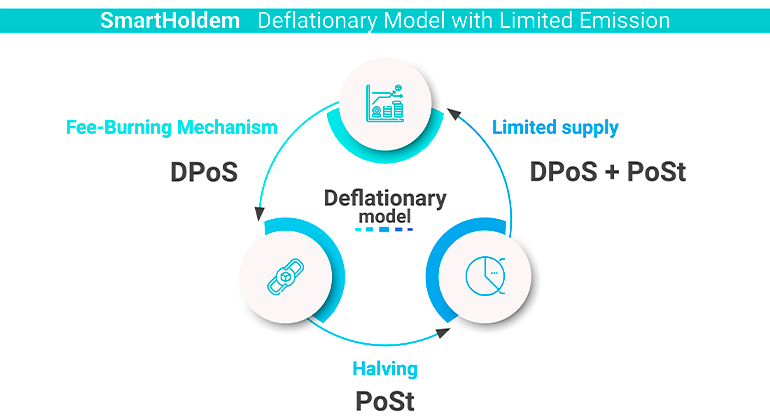 SmartHoldem Deflationary Model with Limited Emission
Fee-Burning Mechanism
DPoS
Limited supply
DPoS + PoSt
Deflationary
model
Halving
PoSt